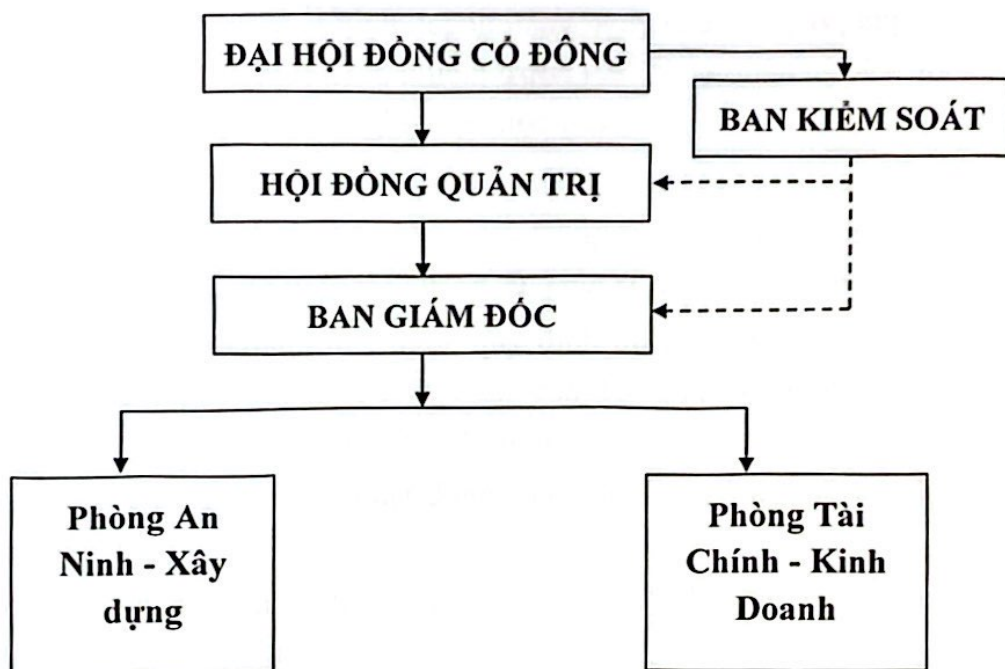 ĐẠI HỘI ĐỒNG CỔ ĐÔNG
BAN KIỂM SOÁT
HỘI ĐỒNG QUẢN TRỊ
BAN GIÁM ĐỐC
Phòng An
Ninh - Xây
dựng
Phòng Tài
Chính - Kinh
Doanh